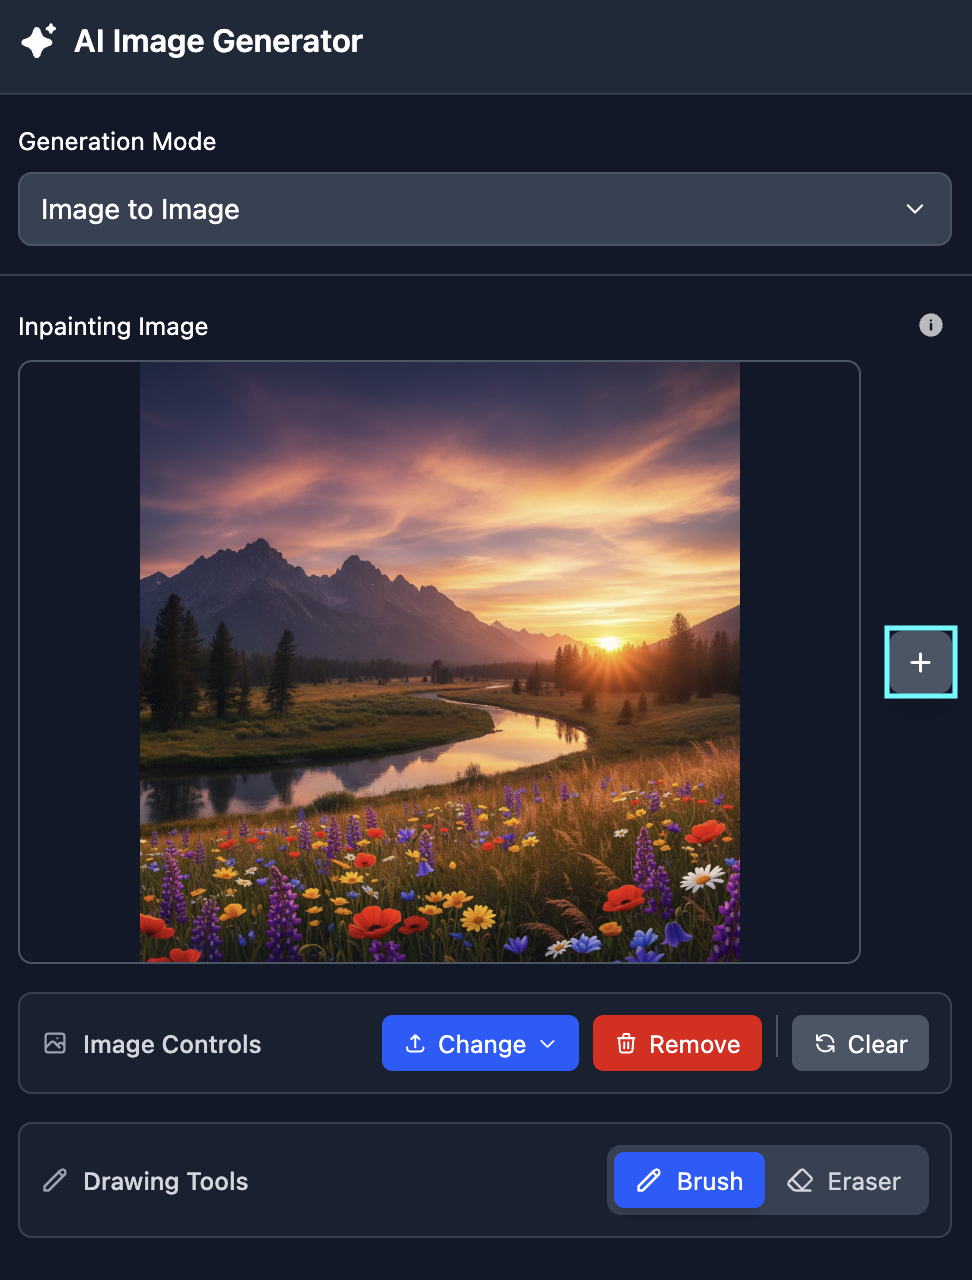 AI Image Generator
Generation Mode
Image to Image
Inpainting Image
Image Controls
Change
Remove
Clear
Drawing Tools
Brush
Eraser